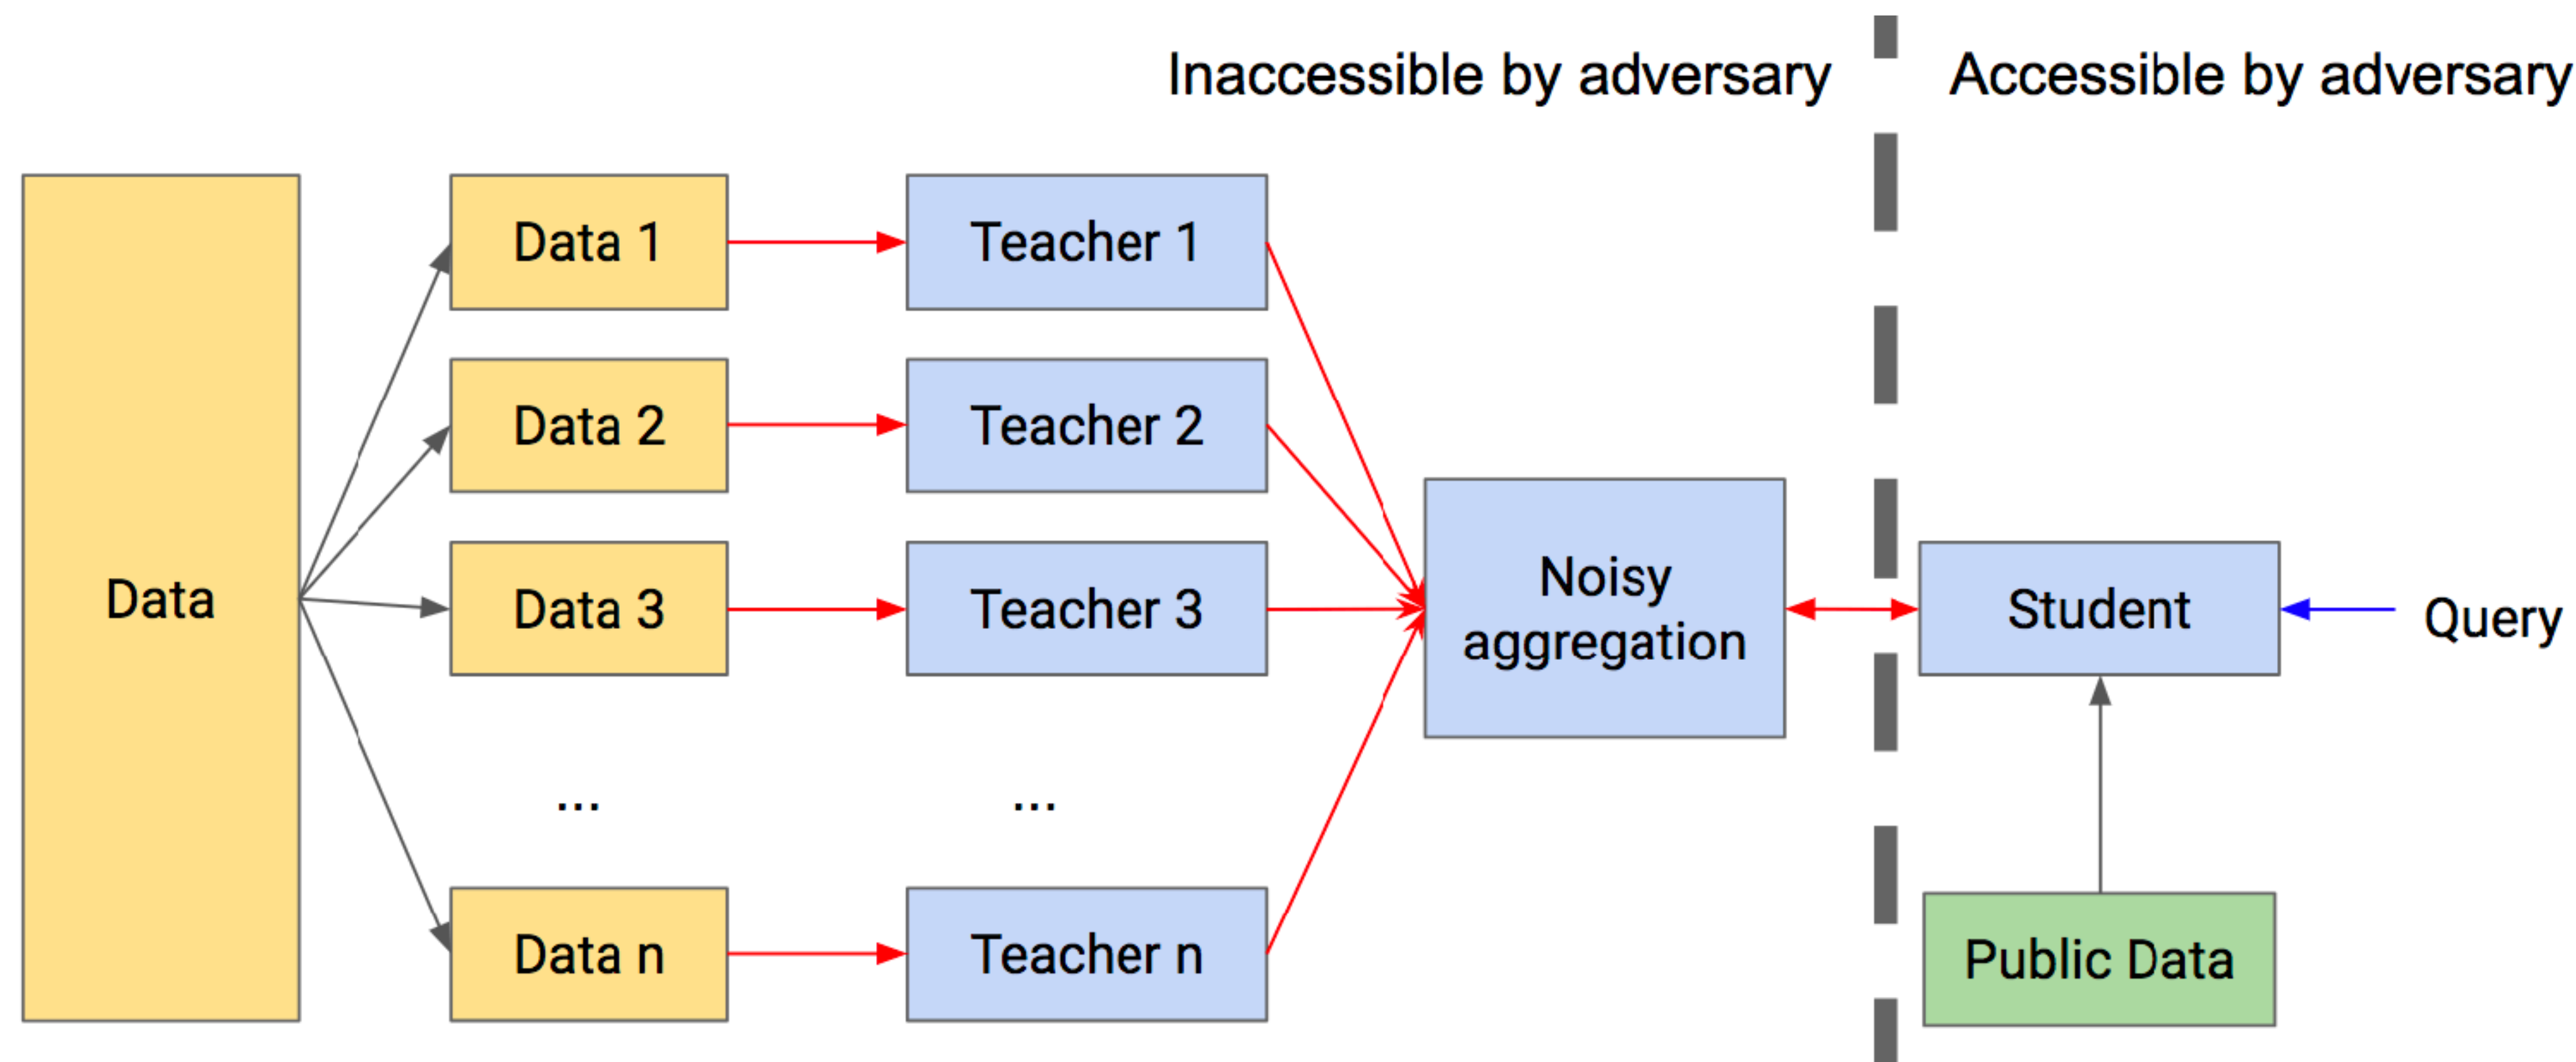 Inaccessible by adversary
Accessible by adversary
Data
Data 1
Teacher 1
Data 2
Teacher 2
Data 3
Teacher 3
...
...
Data n
Teacher n
Noisy
aggregation
Student
Query
Public Data